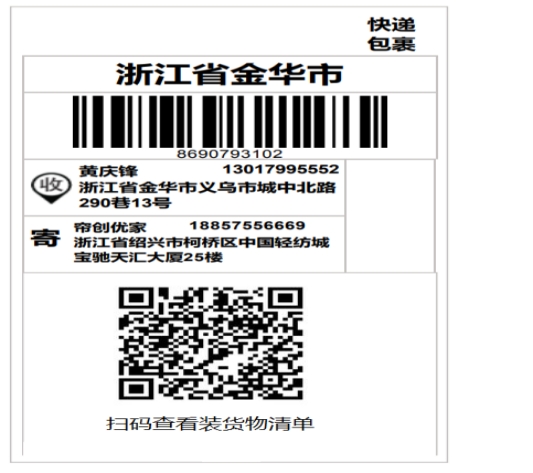 快递
包裹
浙江省金华市
8690793102
收
黄庆锋 13017995552
浙江省金华市义乌市城中北路
290巷13号
寄
帘创优家 18857556669
浙江省绍兴市柯桥区中国轻纺城
宝驰天汇大厦25楼
扫码查看装货物清单